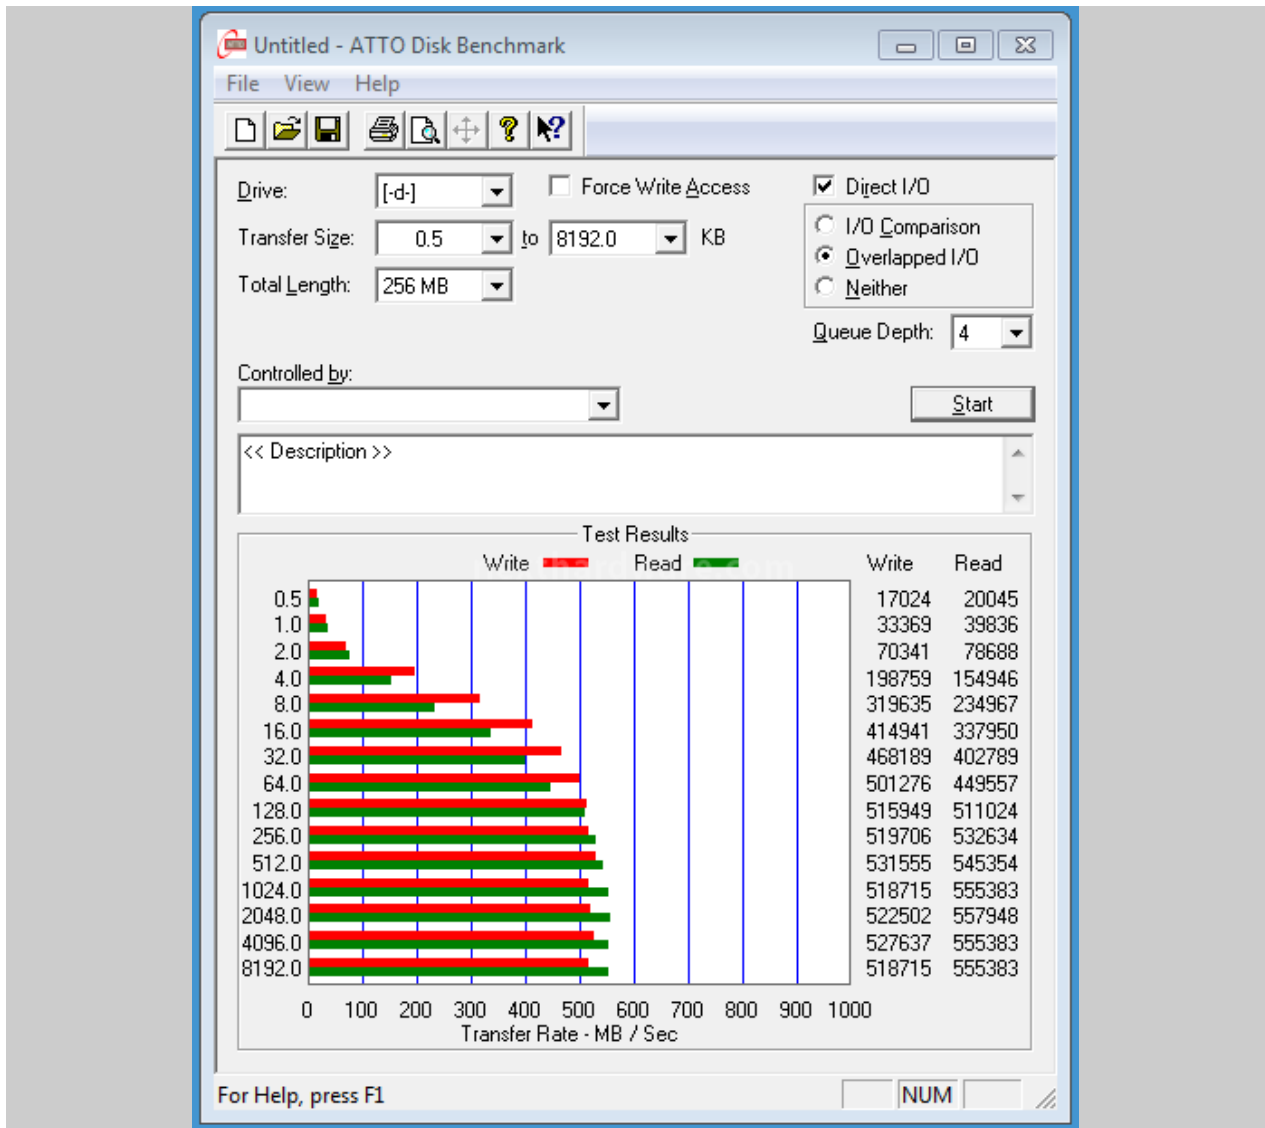 Untitled - ATTO Disk Benchmark
File View Help
Drive: [-d-] Force Write Access Direct I/O
Transfer Size: 0.5 to 8192.0 KB I/O Comparison
Overlapped I/O
Total Length: 256 MB Neither
Queue Depth: 4
Controlled by:
Start
<< Description >>
Test Results
Write Read Write Read
0.5 17024 20045
1.0 33369 39836
2.0 70341 78688
4.0 198759 154946
8.0 319635 234967
16.0 414941 337950
32.0 468189 402789
64.0 501276 449557
128.0 515949 511024
256.0 519706 532634
512.0 531555 545354
1024.0 518715 555383
2048.0 522502 557948
4096.0 527637 555383
8192.0 518715 555383
0 100 200 300 400 500 600 700 800 900 1000
Transfer Rate - MB / Sec
For Help, press F1 NUM